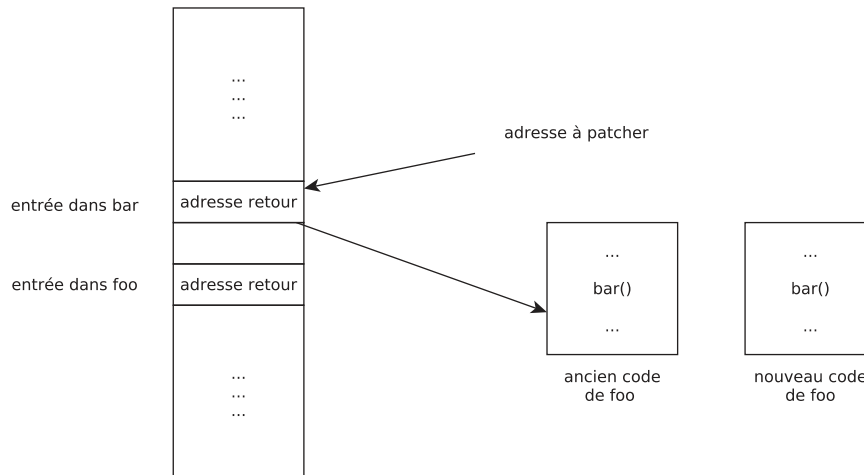 ...
...
...
adresse à patcher
entrée dans bar
adresse retour
entrée dans foo
adresse retour
...
bar()
...
...
bar()
...
ancien code
de foo
nouveau code
de foo
...
...
...